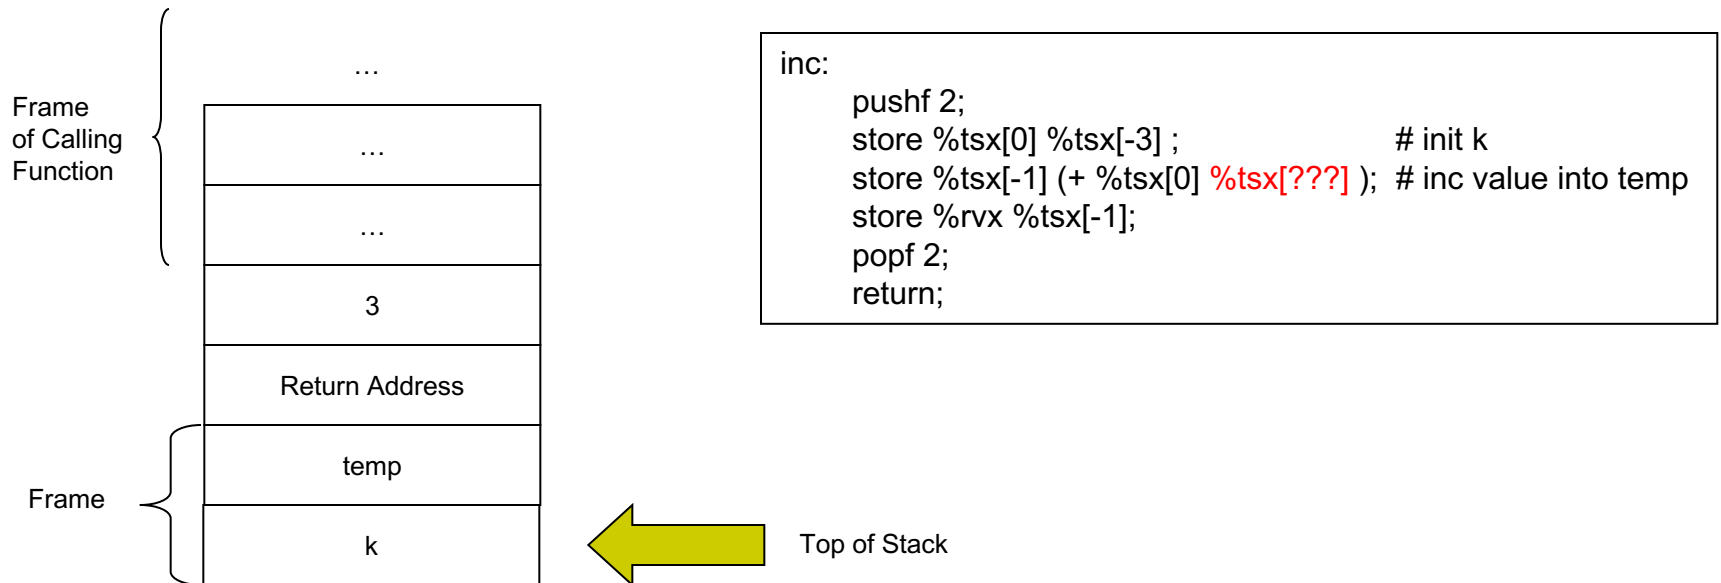 …
Frame
of Calling
Function
…
…
3
Return Address
temp
Frame
k
Top of Stack
inc:
pushf 2;
store %tsx[0] %tsx[-3] ; # init k
store %tsx[-1] (+ %tsx[0] %tsx[???] ); # inc value into temp
store %rvx %tsx[-1];
popf 2;
return;